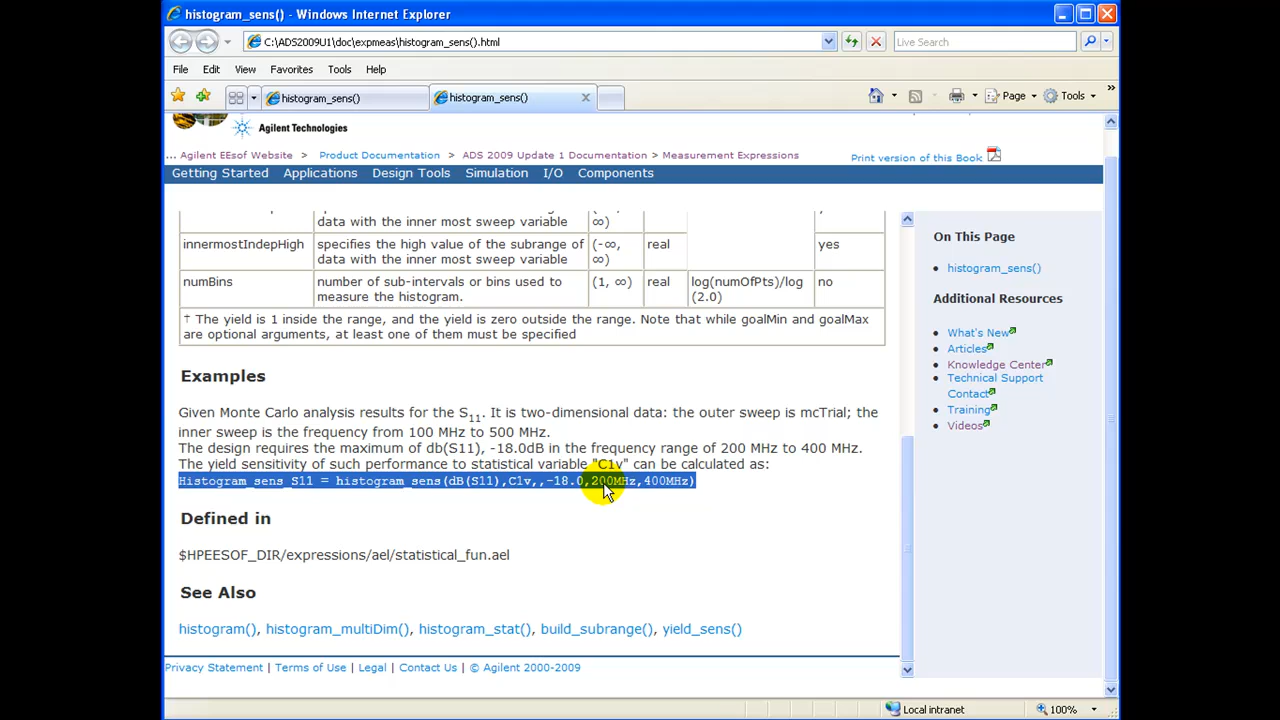 histogram_sens() - Windows Internet Explorer
C:\ADS2009U1\doc\expmeas\histogram_sens().html
Live Search
File Edit View Favorites Tools Help
histogram_sens()
histogram_sens()
Page
Tools
Agilent Technologies
... Agilent EEsof Website > Product Documentation > ADS 2009 Update 1 Documentation > Measurement Expressions
Print version of this Book
Getting Started Applications Design Tools Simulation I/O Components
data with the inner most sweep variable ∞)
innermostIndepHigh specifies the high value of the subrange of (-∞, real yes
data with the inner most sweep variable ∞)
numBins number of sub-intervals or bins used to (1, ∞) real log(numOfPts)/log no
measure the histogram. (2.0)
† The yield is 1 inside the range, and the yield is zero outside the range. Note that while goalMin and goalMax
are optional arguments, at least one of them must be specified
Examples
Given Monte Carlo analysis results for the S11. It is two-dimensional data: the outer sweep is mcTrial; the
inner sweep is the frequency from 100 MHz to 500 MHz.
The design requires the maximum of db(S11), -18.0dB in the frequency range of 200 MHz to 400 MHz.
The yield sensitivity of such performance to statistical variable "C1v" can be calculated as:
Histogram_sens_S11 = histogram_sens(dB(S11),C1v,,-18.0,200MHz,400MHz)
Defined in
$HPEESOF_DIR/expressions/ael/statistical_fun.ael
See Also
histogram(), histogram_multiDim(), histogram_stat(), build_subrange(), yield_sens()
Privacy Statement | Terms of Use | Legal | Contact Us | © Agilent 2000-2009
On This Page
histogram_sens()
Additional Resources
What's New
Articles
Knowledge Center
Technical Support
Contact
Training
Videos
Local intranet
100%